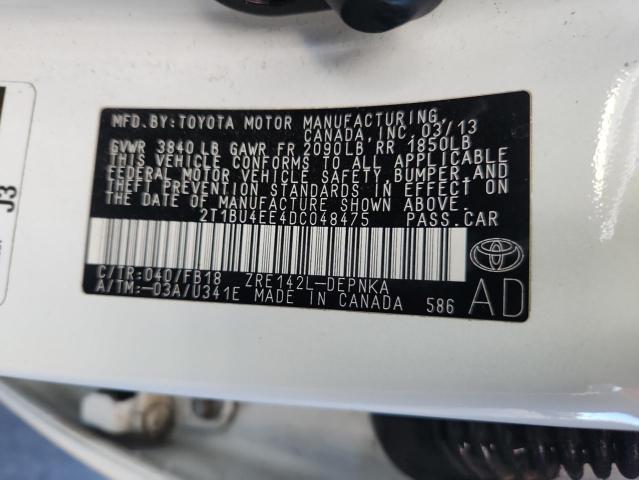 MFD. BY: TOYOTA MOTOR MANUFACTURING,
CANADA, INC. 03/13
GVWR 3840 LB GAWR FR 2090LB RR 1850LB
THIS VEHICLE CONFORMS TO ALL APPLICABLE
FEDERAL MOTOR VEHICLE SAFETY, BUMPER, AND
THEFT PREVENTION STANDARDS IN EFFECT ON
THE DATE OF MANUFACTURE SHOWN ABOVE.
2T1BU4EE4DC048475 PASS.CAR
C/TR:040/FB18 ZRE142L-DEPNKA
A/TM:-03A/U341E MADE IN CANADA 586
AD
J3